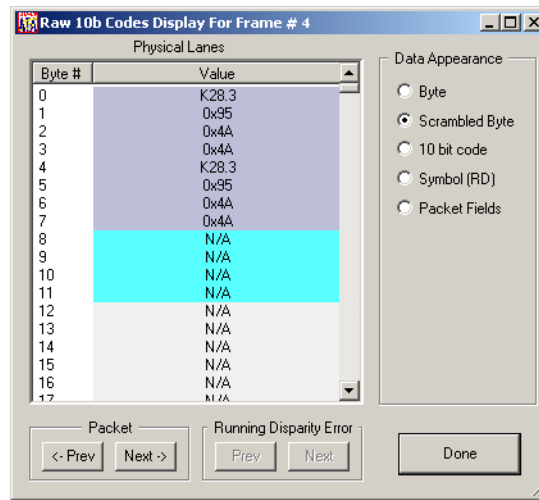 Raw 10b Codes Display For Frame # 4
Physical Lanes
Byte # Value
0 K28.3
1 0x95
2 0x4A
3 0x4A
4 K28.3
5 0x95
6 0x4A
7 0x4A
8 N/A
9 N/A
10 N/A
11 N/A
12 N/A
13 N/A
14 N/A
15 N/A
16 N/A
17 N/A
Data Appearance
Byte
Scrambled Byte
10 bit code
Symbol (RD)
Packet Fields
Packet
<- Prev Next ->
Running Disparity Error
Prev Next
Done